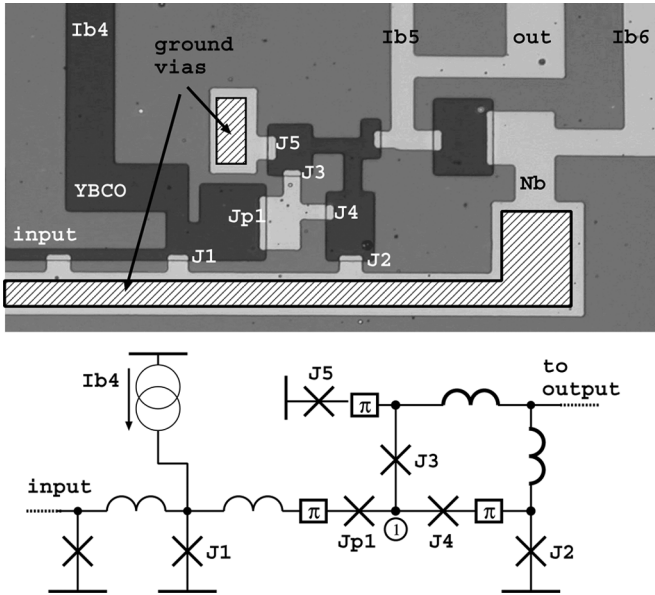 Ib4
ground
vias
Ib5
out
Ib6
J5
J3
YBCO
Jp1
J4
Nb
input
J1
J2
Ib4
J5
π
to
output
J3
input
π
1
π
Jp1
J4
J1
J2